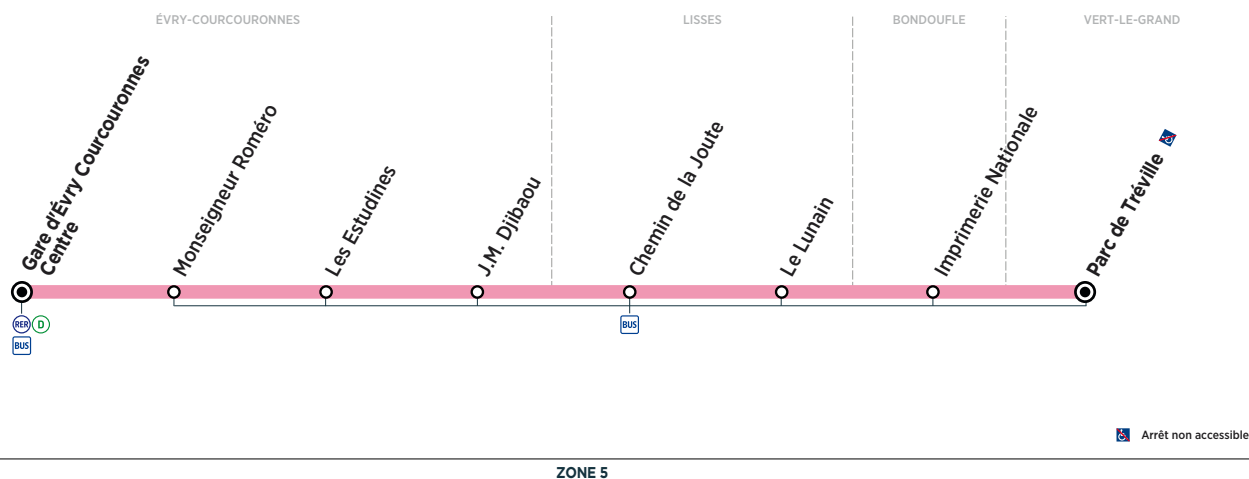 ÉVRY-COURCOURONNES
LISSES
BONDOUFLE
VERT-LE-GRAND
Gare d'Évry Courcouronnes
Centre
Monseigneur Roméro
Les Estudines
J.M. Djibaou
Chemin de la Joute
Le Lunain
Imprimerie Nationale
Parc de Tréville
RER D
BUS
BUS
Arrêt non accessible
ZONE 5